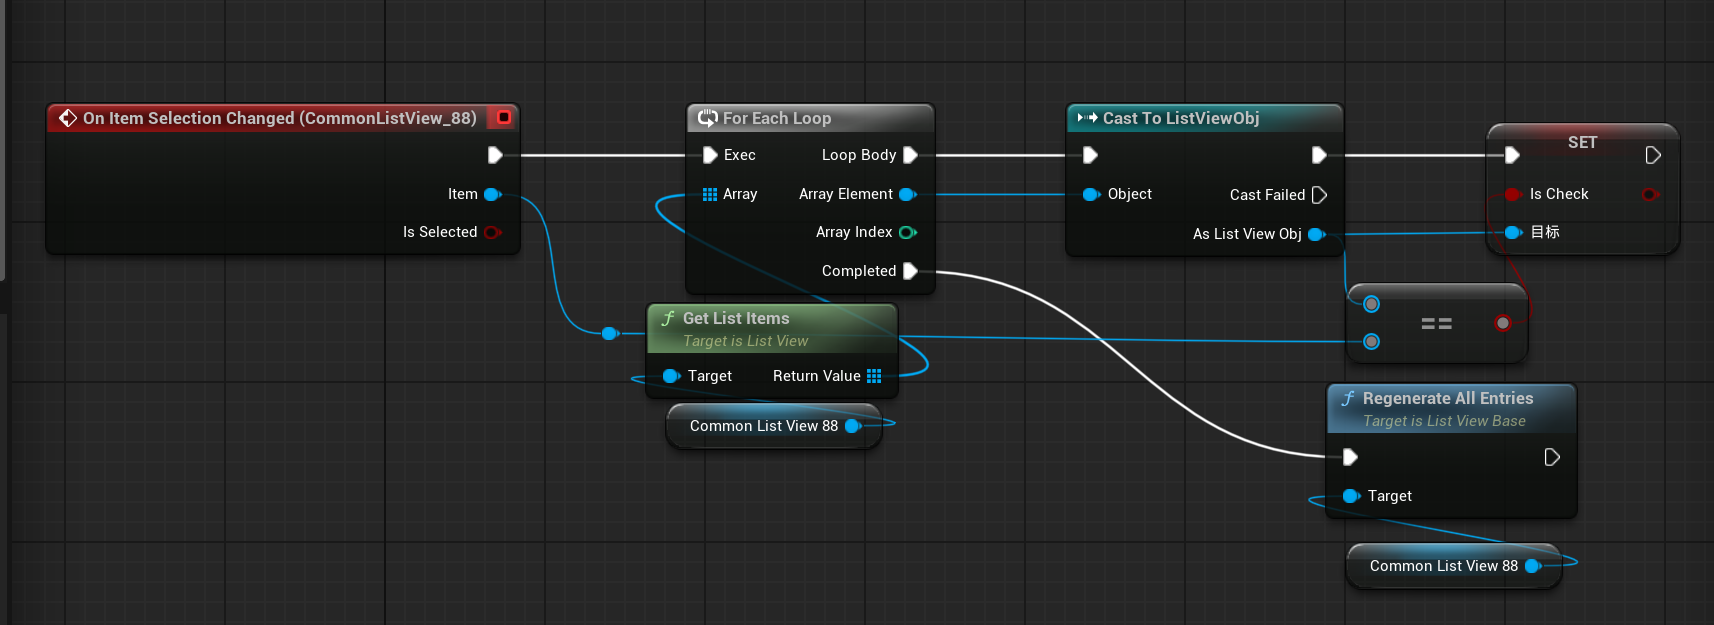 On Item Selection Changed (CommonListView_88)
Item
Is Selected
For Each Loop
Exec
Loop Body
Array
Array Element
Array Index
Completed
Get List Items
Target is List View
Target
Return Value
Common List View 88
Cast To ListViewObj
Object
Cast Failed
As List View Obj
SET
Is Check
目标
==
Regenerate All Entries
Target is List View Base
Target
Common List View 88